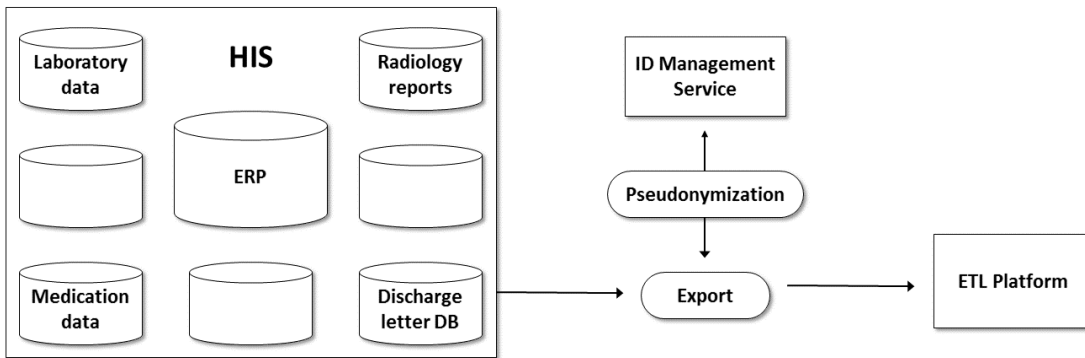 Laboratory
data
HIS
Radiology
reports
ERP
Medication
data
Discharge
letter DB
ID Management
Service
Pseudonymization
Export
ETL Platform